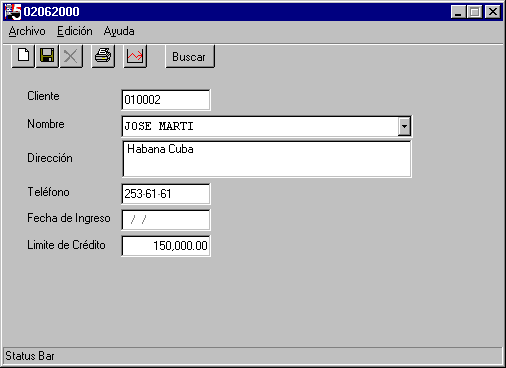 5 02062000
Archivo Edición Ayuda
Buscar
Cliente 010002
Nombre JOSE MARTI
Dirección Habana Cuba
Teléfono 253-61-61
Fecha de Ingreso / /
Limite de Crédito 150,000.00
Status Bar